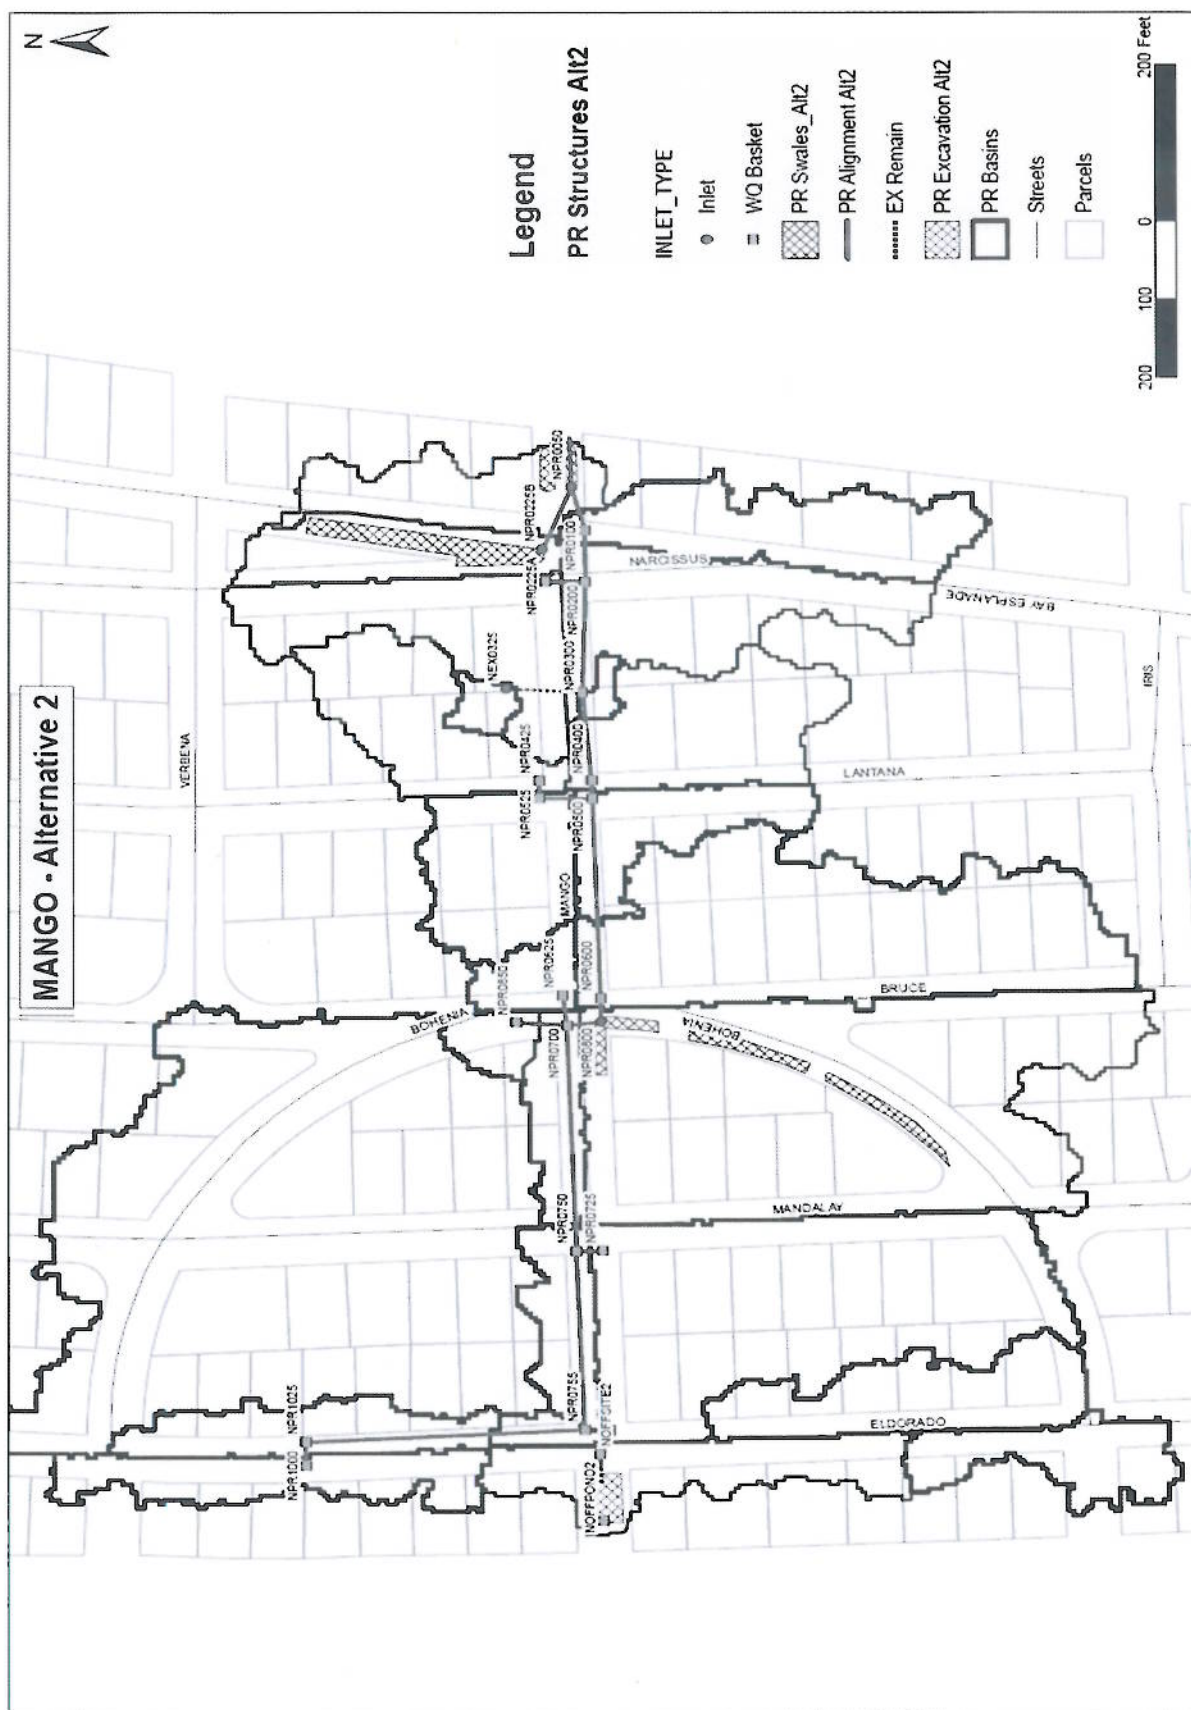 MANGO - Alternative 2
N
VERBENA
BOHENIA
NPR1025
NPR1000
NPR0650
NPR0625
NPR0525
NPR0425
NEX0325
NPR0225A
NPR0225B
NPR0050
NPR0755
NPR0750
NPR0700
MANGO
NPR0600
NPR0500
NPR0400
NPR0300
NPR0200
NPR0100
NOFFSITE2
NPR0725
NPR0800
BOHENIA
NARCISSUS
ELDORADO
MANDALAY
BRUCE
LANTANA
BAY ESPLANADE
IRIS
Legend
PR Structures Alt2
INLET_TYPE
Inlet
WQ Basket
PR Swales_Alt2
PR Alignment Alt2
EX Remain
PR Excavation Alt2
PR Basins
Streets
Parcels
200 100 0 200 Feet